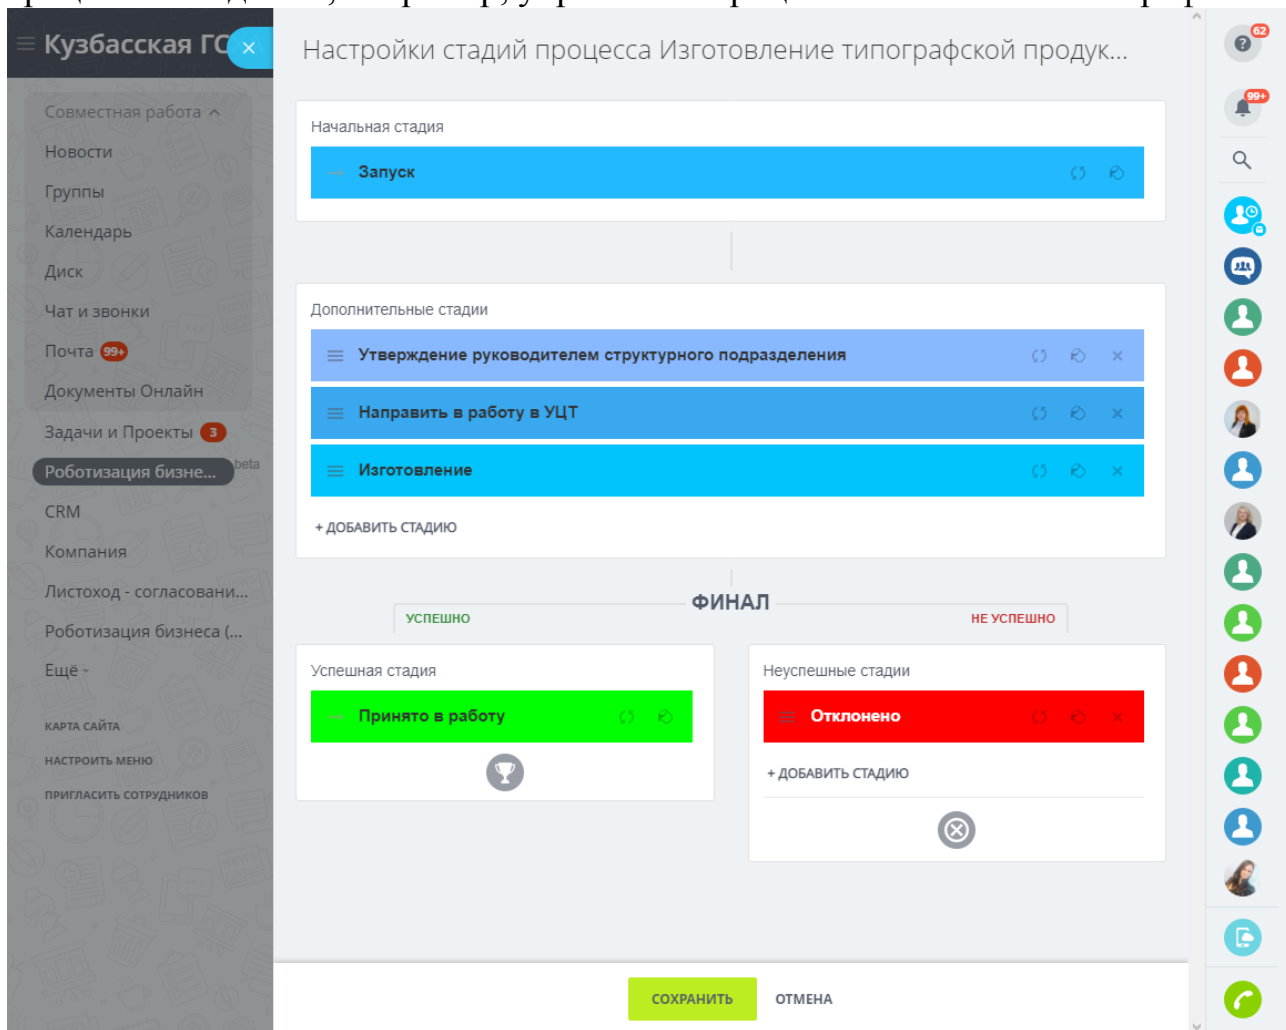 Кузбасская ГС
Настройки стадий процесса Изготовление типографской продук...
62
99+
Совместная работа
Новости
Группы
Календарь
Диск
Чат и звонки
Почта 99+
Документы Онлайн
Задачи и Проекты 3
Роботизация бизне... beta
CRM
Компания
Листоход - согласовани...
Роботизация бизнеса (...
Ещё
КАРТА САЙТА
НАСТРОИТЬ МЕНЮ
ПРИГЛАСИТЬ СОТРУДНИКОВ
Начальная стадия
Запуск
Дополнительные стадии
Утверждение руководителем структурного подразделения
Направить в работу в УЦТ
Изготовление
+ ДОБАВИТЬ СТАДИЮ
ФИНАЛ
УСПЕШНО
НЕ УСПЕШНО
Успешная стадия
Принято в работу
Неуспешные стадии
Отклонено
+ ДОБАВИТЬ СТАДИЮ
СОХРАНИТЬ
ОТМЕНА